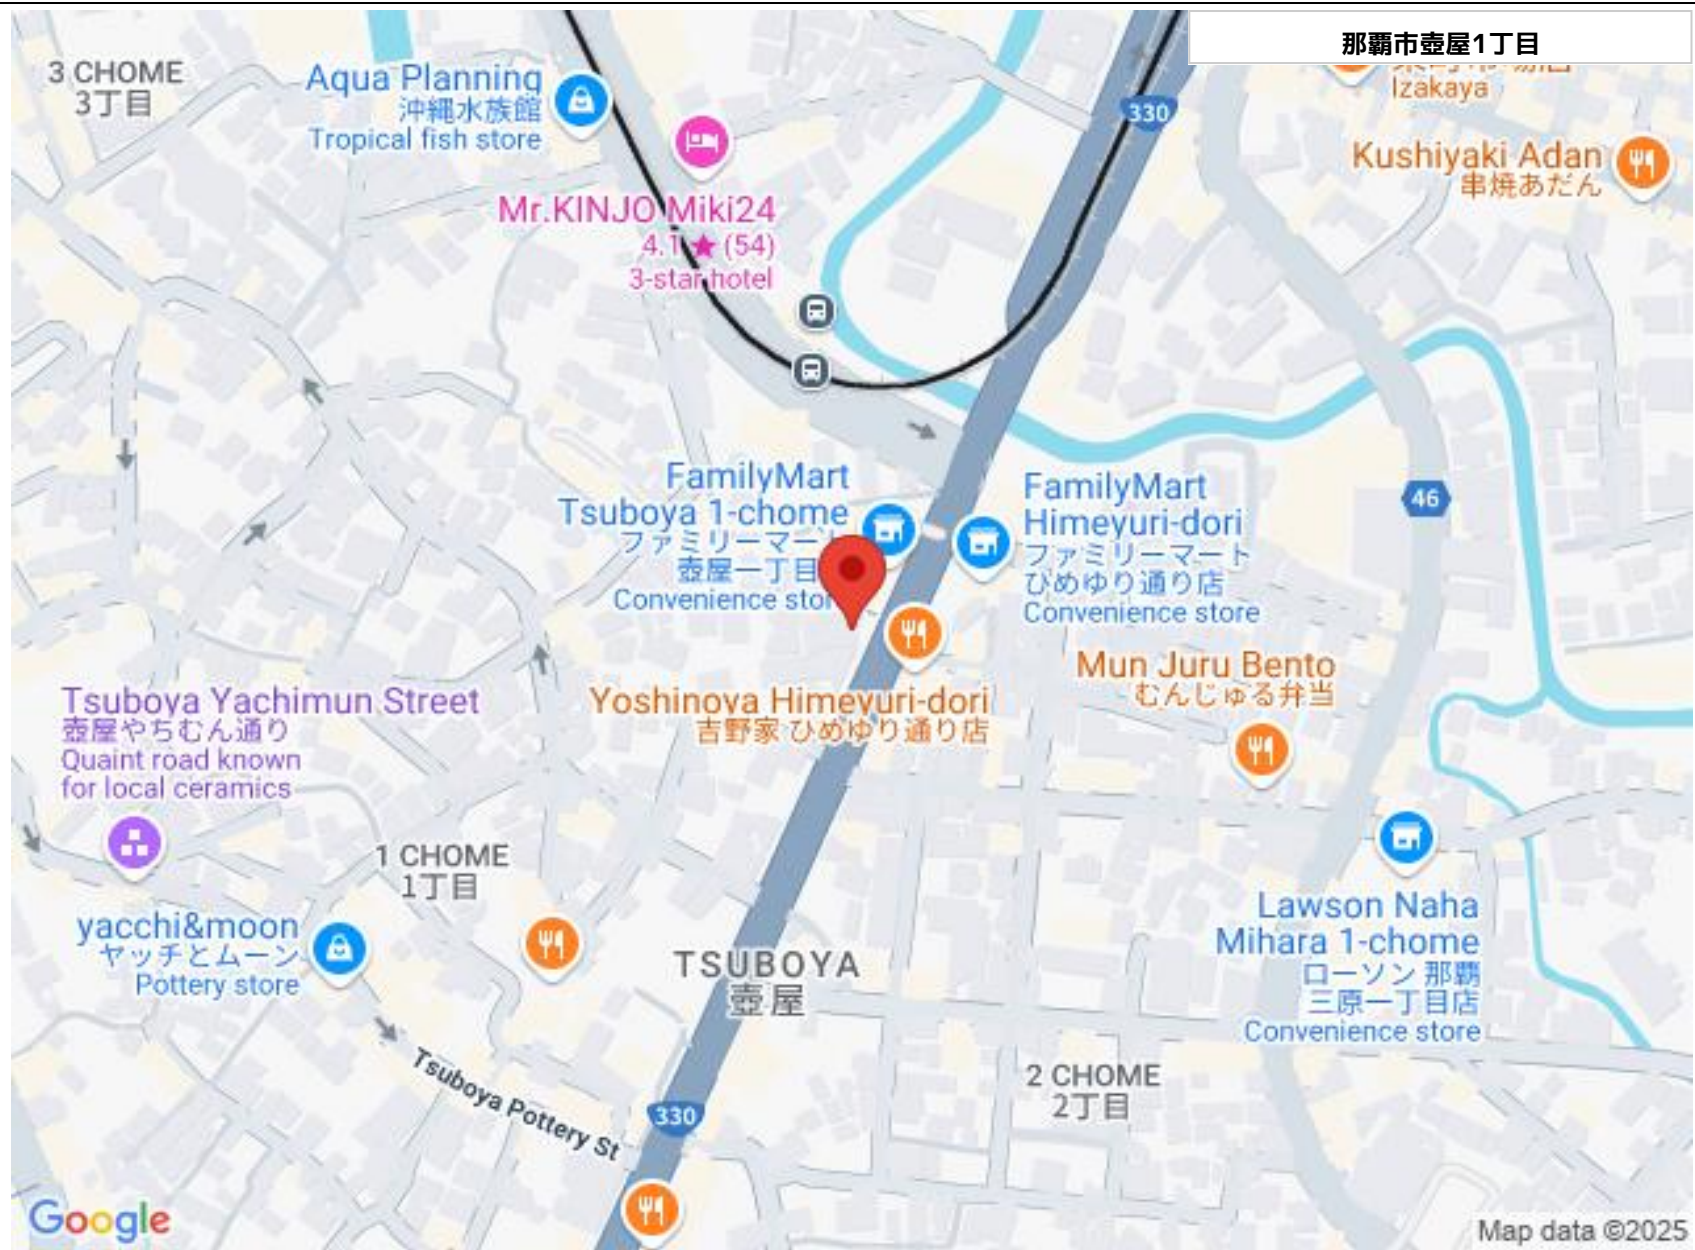 那覇市壺屋1丁目
3 CHOME
3丁目
Aqua Planning
沖縄水族館
Tropical fish store
330
Izakaya
Kushiyaki Adan
串焼あだん
Mr.KINJO Miki24
4.1 ★ (54)
3-star hotel
FamilyMart
Tsuboya 1-chome
ファミリーマート
壺屋一丁目
Convenience store
FamilyMart
Himeyuri-dori
ファミリーマート
ひめゆり通り店
Convenience store
46
Mun Juru Bento
むんじゅる弁当
Tsuboya Yachimun Street
壺屋やちむん通り
Quaint road known
for local ceramics
Yoshinoya Himeyuri-dori
吉野家 ひめゆり通り店
1 CHOME
1丁目
yacchi&moon
ヤッチとムーン
Pottery store
TSUBOYA
壺屋
Lawson Naha
Mihara 1-chome
ローソン 那覇
三原一丁目店
Convenience store
2 CHOME
2丁目
Tsuboya Pottery St
330
Google
Map data ©2025